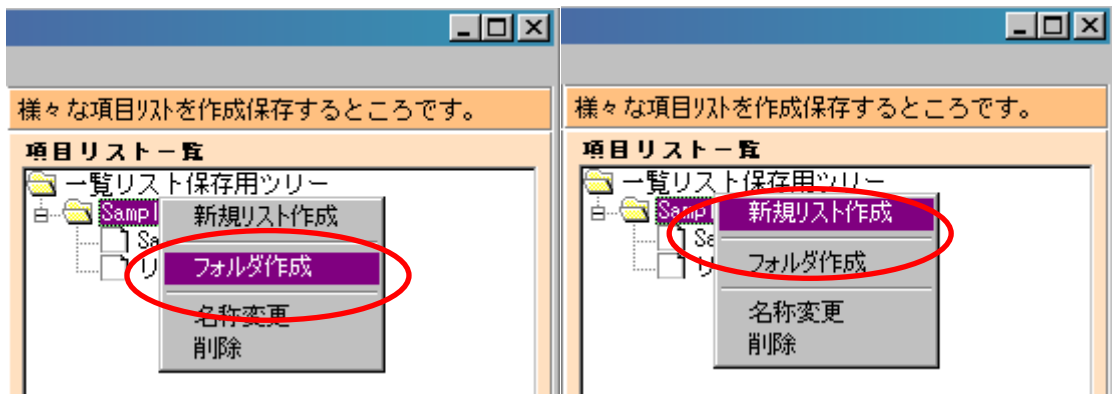 様々な項目リストを作成保存するところです。
項目リスト一覧
一覧リスト保存用ツリー
Sampl
新規リスト作成
Sa
フォルダ作成
リ
名称変更
削除
様々な項目リストを作成保存するところです。
項目リスト一覧
一覧リスト保存用ツリー
Sampl
新規リスト作成
Sa
フォルダ作成
リ
名称変更
削除